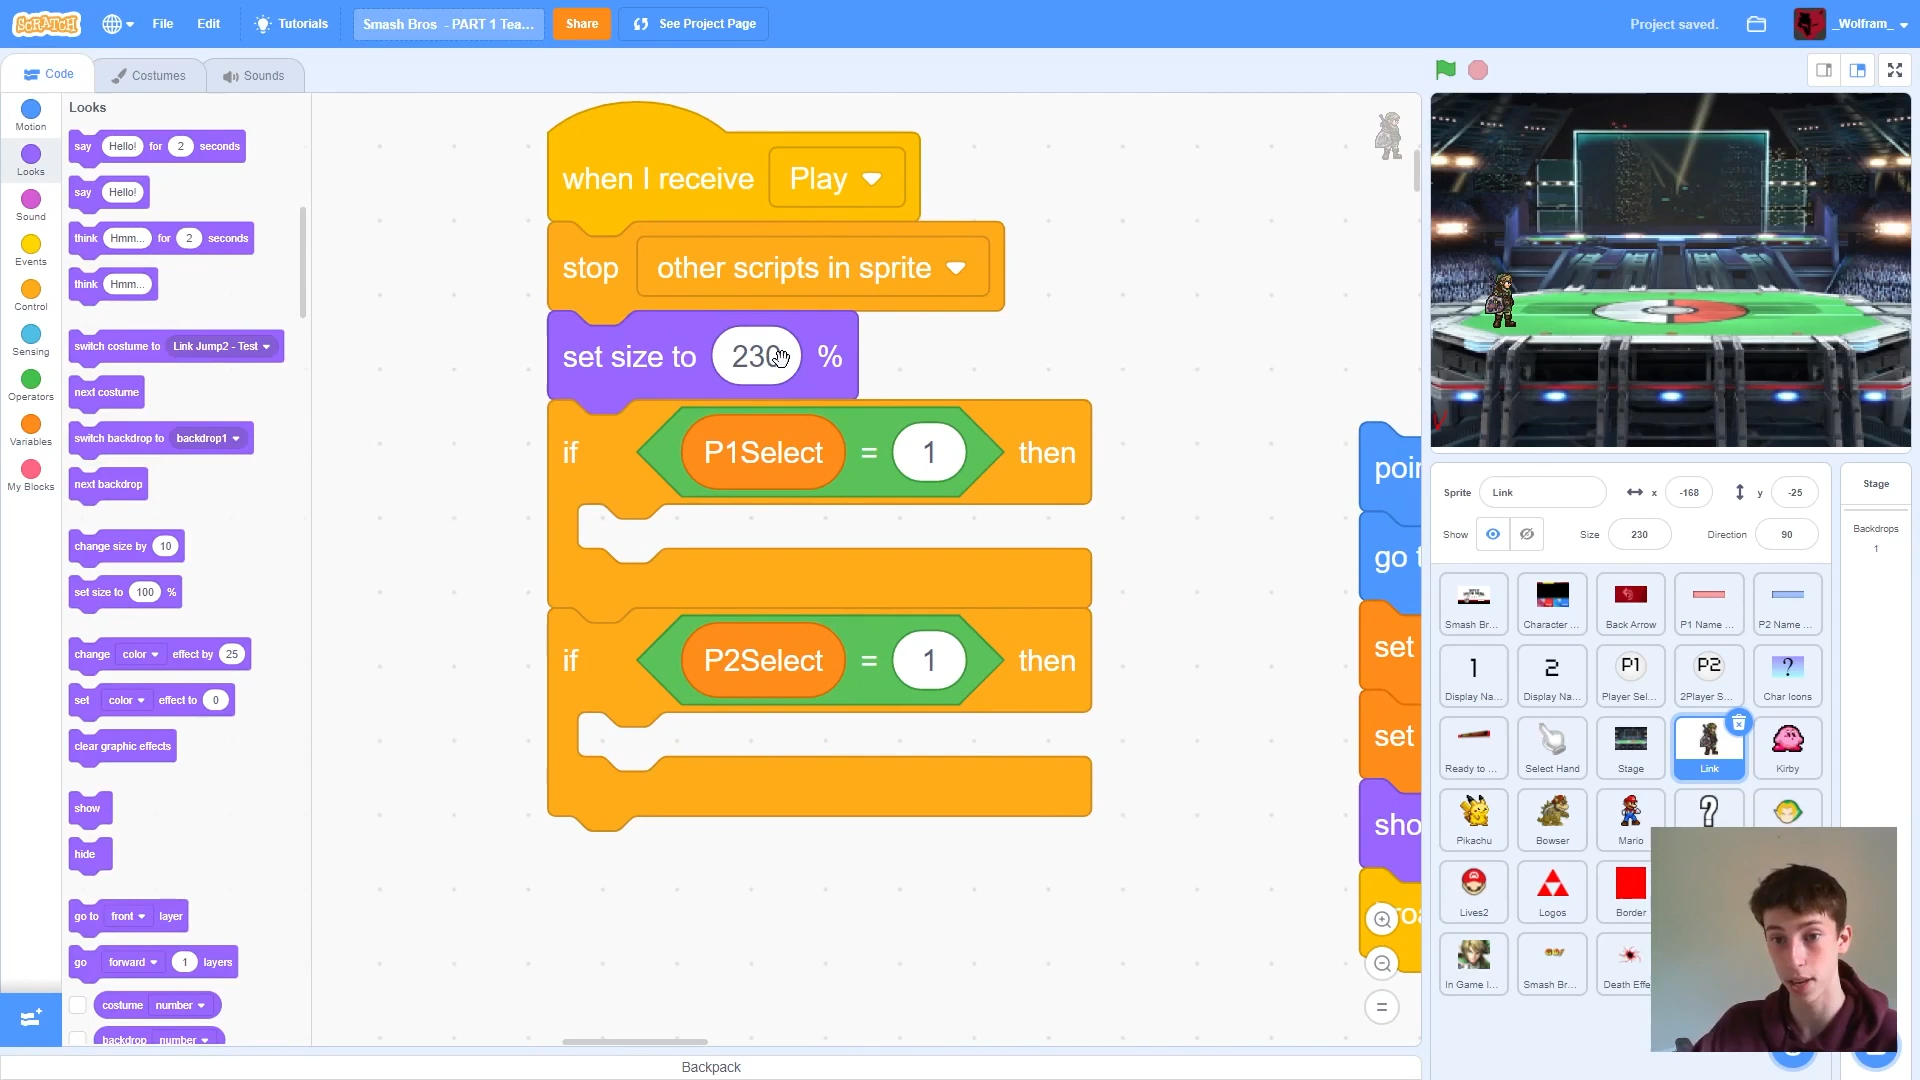 SCRATCH
File
Edit
Tutorials
Smash Bros - PART 1 Tea...
Share
See Project Page
Project saved.
_Wolfram_
Code
Costumes
Sounds
Motion
Looks
Sound
Events
Control
Sensing
Operators
Variables
My Blocks
Looks
say Hello! for 2 seconds
say Hello!
think Hmm... for 2 seconds
think Hmm...
switch costume to Link Jump2 - Test
next costume
switch backdrop to backdrop1
next backdrop
change size by 10
set size to 100 %
change color effect by 25
set color effect to 0
clear graphic effects
show
hide
go to front layer
go forward 1 layers
costume number
backdrop number
when I receive Play
stop other scripts in sprite
set size to 230 %
if P1Select = 1 then
if P2Select = 1 then
poin
go t
set
set
sho
Backpack
Sprite Link x -168 y -25
Show Size 230 Direction 90
Stage
Backdrops
1
Smash Br...
Character ...
Back Arrow
P1 Name ...
P2 Name ...
1
2
P1
P2
?
Display Na...
Display Na...
Player Sel...
2Player S...
Char Icons
Ready to ...
Select Hand
Stage
Link
Kirby
?
Pikachu
Bowser
Mario
Lives2
Logos
Border
In Game I...
Smash Br...
Death Effe